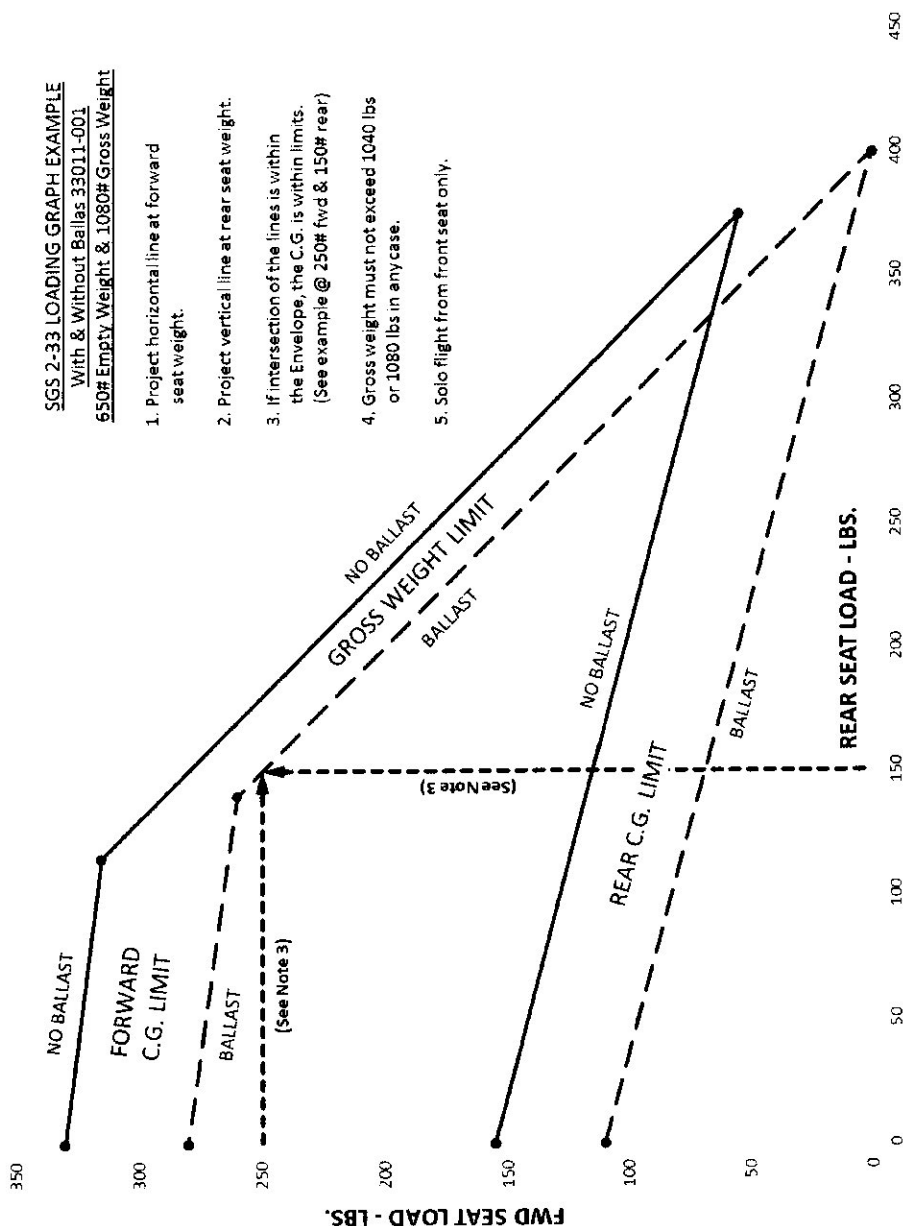 SGS 2-33 LOADING GRAPH EXAMPLE
With & Without Ballas 33011-001
650# Empty Weight & 1080# Gross Weight
1. Project horizontal line at forward
seat weight.
2. Project vertical line at rear seat weight.
3. If intersection of the lines is within
the Envelope, the C.G. is within limits.
(See example @ 250# fwd & 150# rear)
4. Gross weight must not exceed 1040 lbs
or 1080 lbs in any case.
5. Solo flight from front seat only.
FWD SEAT LOAD - LBS.
350
300
250
200
150
100
50
0
NO BALLAST
FORWARD
C.G. LIMIT
BALLAST
(See Note 3)
NO BALLAST
GROSS WEIGHT LIMIT
BALLAST
(See Note 3)
NO BALLAST
REAR C.G. LIMIT
BALLAST
REAR SEAT LOAD - LBS.
0
50
100
150
200
250
300
350
400
450